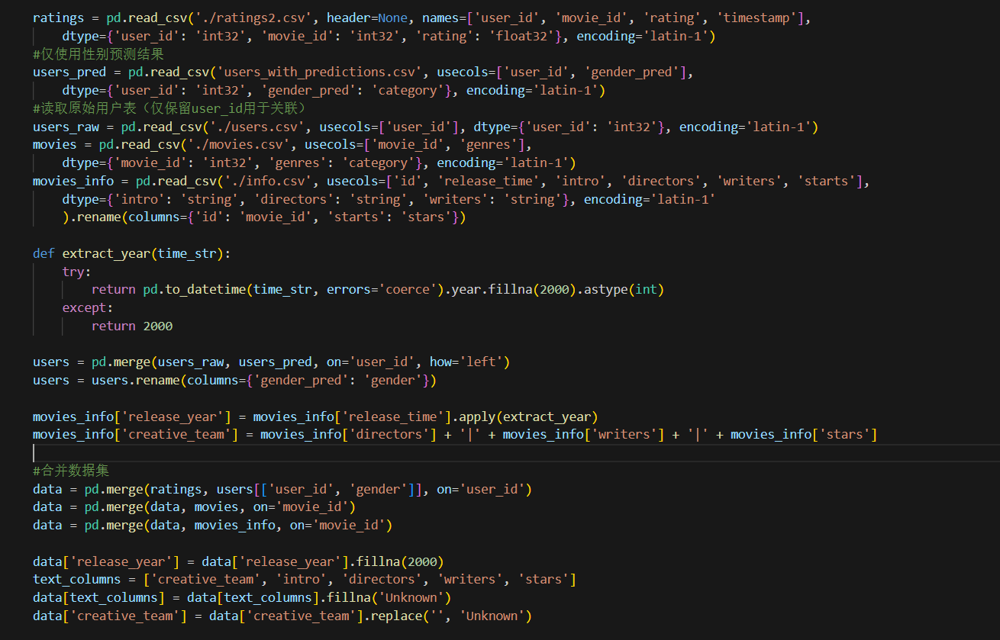 ratings = pd.read_csv('./ratings2.csv', header=None, names=['user_id', 'movie_id', 'rating', 'timestamp'],
    dtype={'user_id': 'int32', 'movie_id': 'int32', 'rating': 'float32'}, encoding='latin-1')
#仅使用性别预测结果
users_pred = pd.read_csv('users_with_predictions.csv', usecols=['user_id', 'gender_pred'],
    dtype={'user_id': 'int32', 'gender_pred': 'category'}, encoding='latin-1')
#读取原始用户表（仅保留user_id用于关联）
users_raw = pd.read_csv('./users.csv', usecols=['user_id'], dtype={'user_id': 'int32'}, encoding='latin-1')
movies = pd.read_csv('./movies.csv', usecols=['movie_id', 'genres'],
    dtype={'movie_id': 'int32', 'genres': 'category'}, encoding='latin-1')
movies_info = pd.read_csv('./info.csv', usecols=['id', 'release_time', 'intro', 'directors', 'writers', 'starts'],
    dtype={'intro': 'string', 'directors': 'string', 'writers': 'string'}, encoding='latin-1'
    ).rename(columns={'id': 'movie_id', 'starts': 'stars'})

def extract_year(time_str):
    try:
        return pd.to_datetime(time_str, errors='coerce').year.fillna(2000).astype(int)
    except:
        return 2000

users = pd.merge(users_raw, users_pred, on='user_id', how='left')
users = users.rename(columns={'gender_pred': 'gender'})

movies_info['release_year'] = movies_info['release_time'].apply(extract_year)
movies_info['creative_team'] = movies_info['directors'] + '|' + movies_info['writers'] + '|' + movies_info['stars']

#合并数据集
data = pd.merge(ratings, users[['user_id', 'gender']], on='user_id')
data = pd.merge(data, movies, on='movie_id')
data = pd.merge(data, movies_info, on='movie_id')

data['release_year'] = data['release_year'].fillna(2000)
text_columns = ['creative_team', 'intro', 'directors', 'writers', 'stars']
data[text_columns] = data[text_columns].fillna('Unknown')
data['creative_team'] = data['creative_team'].replace('', 'Unknown')